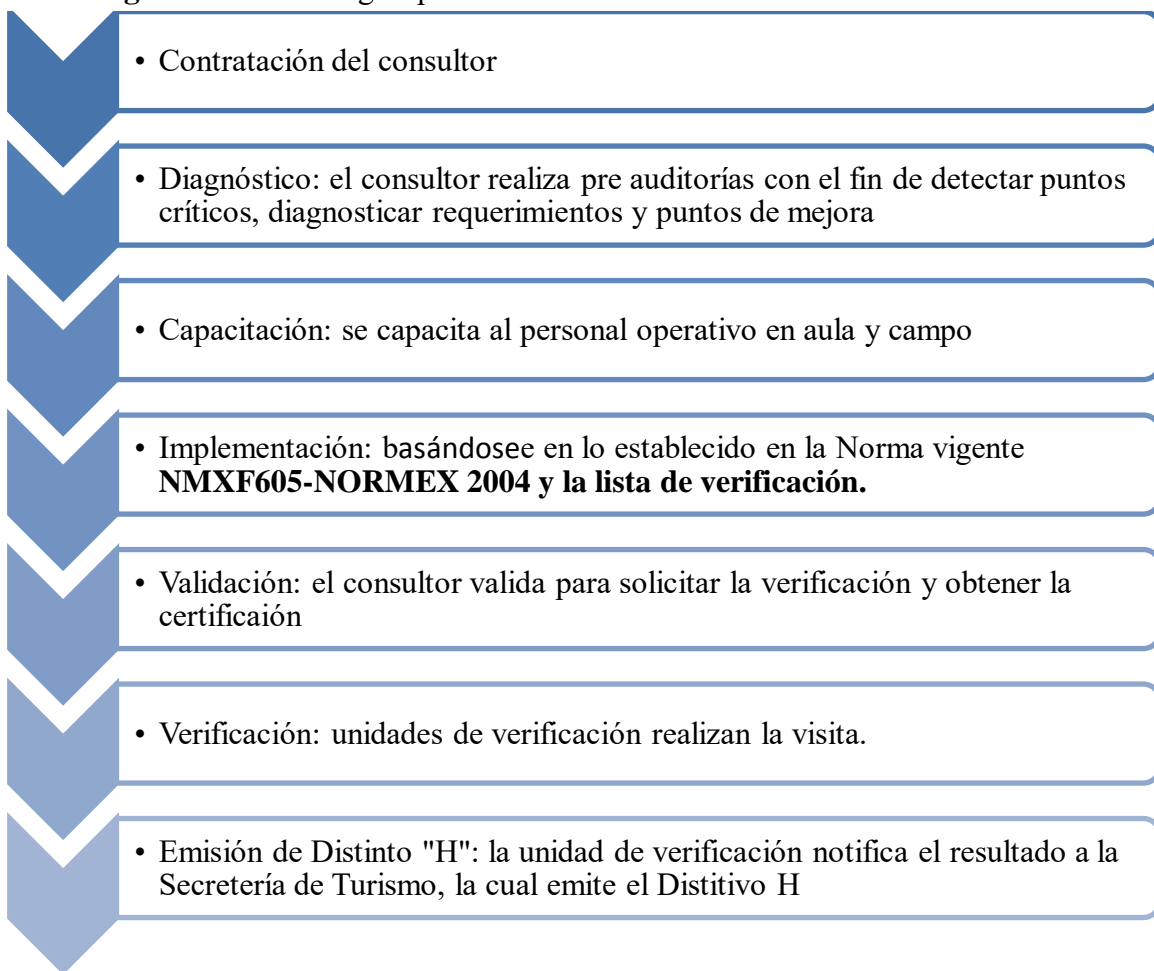 • Contratación del consultor
• Diagnóstico: el consultor realiza pre auditorías con el fin de detectar puntos
críticos, diagnosticar requerimientos y puntos de mejora
• Capacitación: se capacita al personal operativo en aula y campo
• Implementación: basándosee en lo establecido en la Norma vigente
NMXF605-NORMEX 2004 y la lista de verificación.
• Validación: el consultor valida para solicitar la verificación y obtener la
certificaión
• Verificación: unidades de verificación realizan la visita.
• Emisión de Distinto "H": la unidad de verificación notifica el resultado a la
Secretería de Turismo, la cual emite el Distitivo H